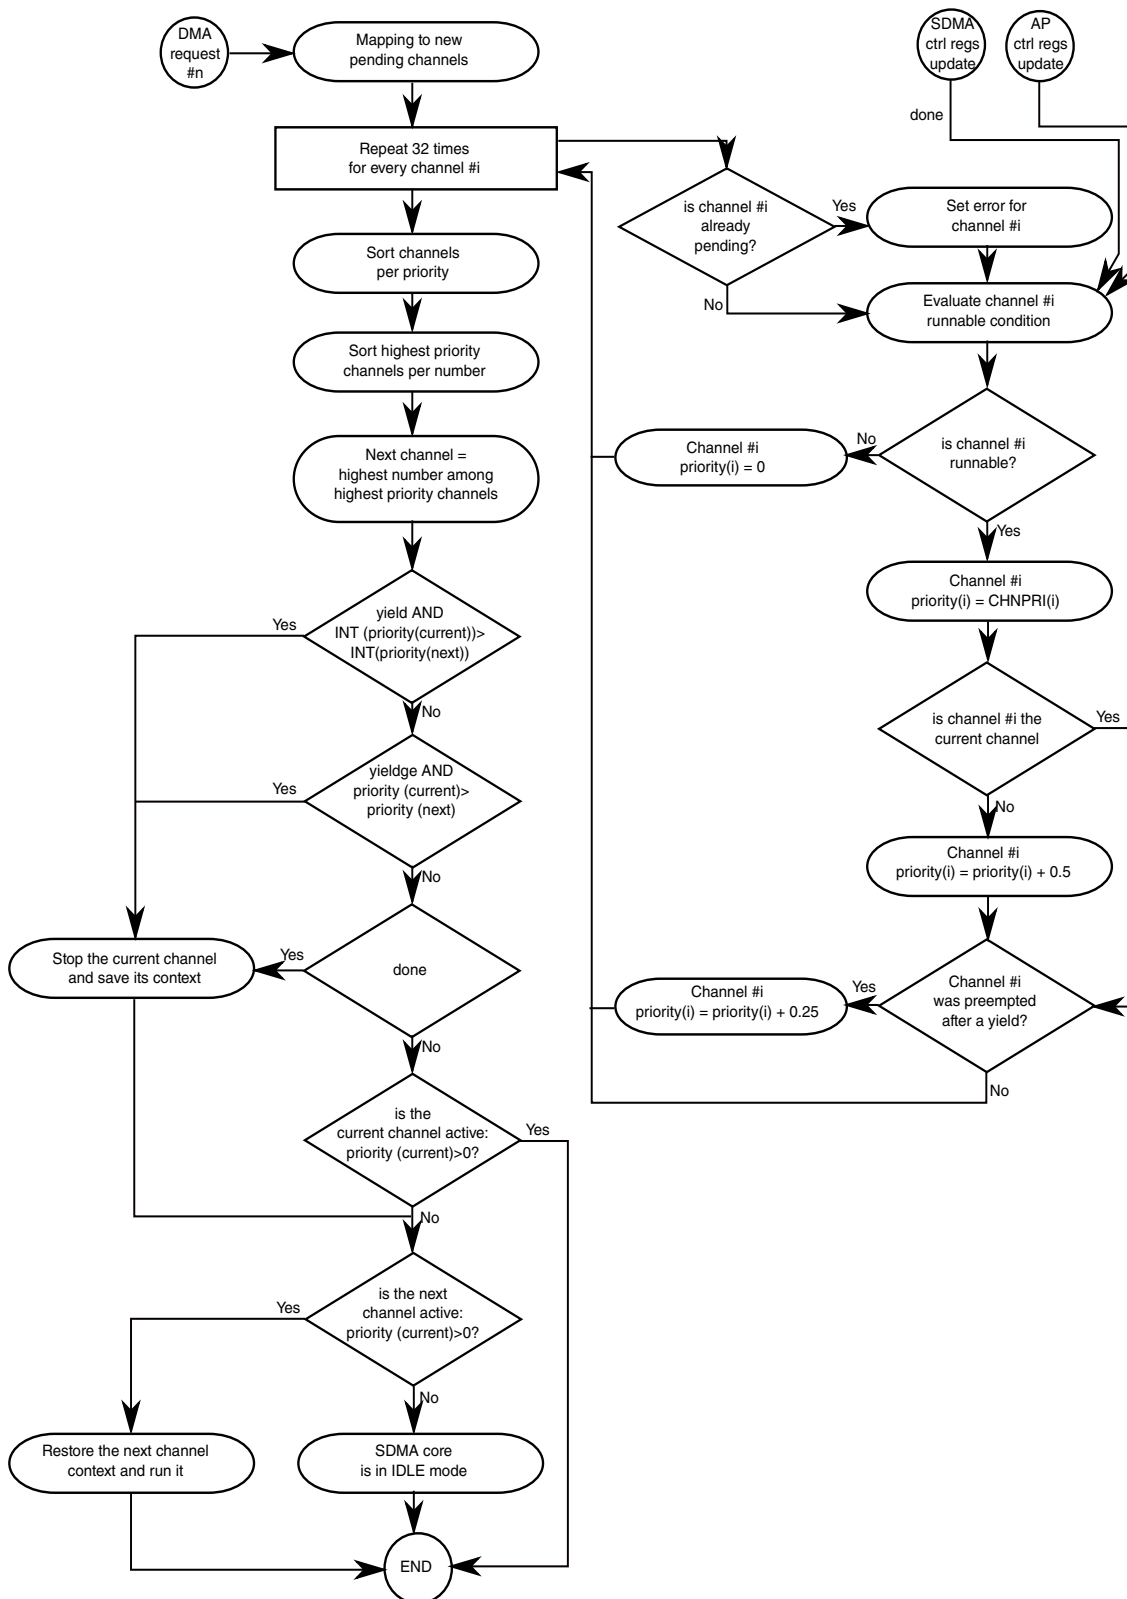 DMA
request
#n
Mapping to new
pending channels
SDMA
ctrl regs
update
AP
ctrl regs
update
done
Repeat 32 times
for every channel #i
is channel #i
already
pending?
Yes
No
Set error for
channel #i
Evaluate channel #i
runnable condition
Sort channels
per priority
Sort highest priority
channels per number
Next channel =
highest number among
highest priority channels
is channel #i
runnable?
No
Yes
Channel #i
priority(i) = 0
Channel #i
priority(i) = CHNPRI(i)
is channel #i the
current channel
Yes
No
Channel #i
priority(i) = priority(i) + 0.5
Channel #i
was preempted
after a yield?
Yes
No
Channel #i
priority(i) = priority(i) + 0.25
yield AND
INT (priority(current))>
INT(priority(next))
Yes
No
yieldge AND
priority (current)>
priority (next)
Yes
No
done
Yes
No
Stop the current channel
and save its context
is the
current channel active:
priority (current)>0?
Yes
No
is the next
channel active:
priority (current)>0?
Yes
No
Restore the next channel
context and run it
SDMA core
is in IDLE mode
END